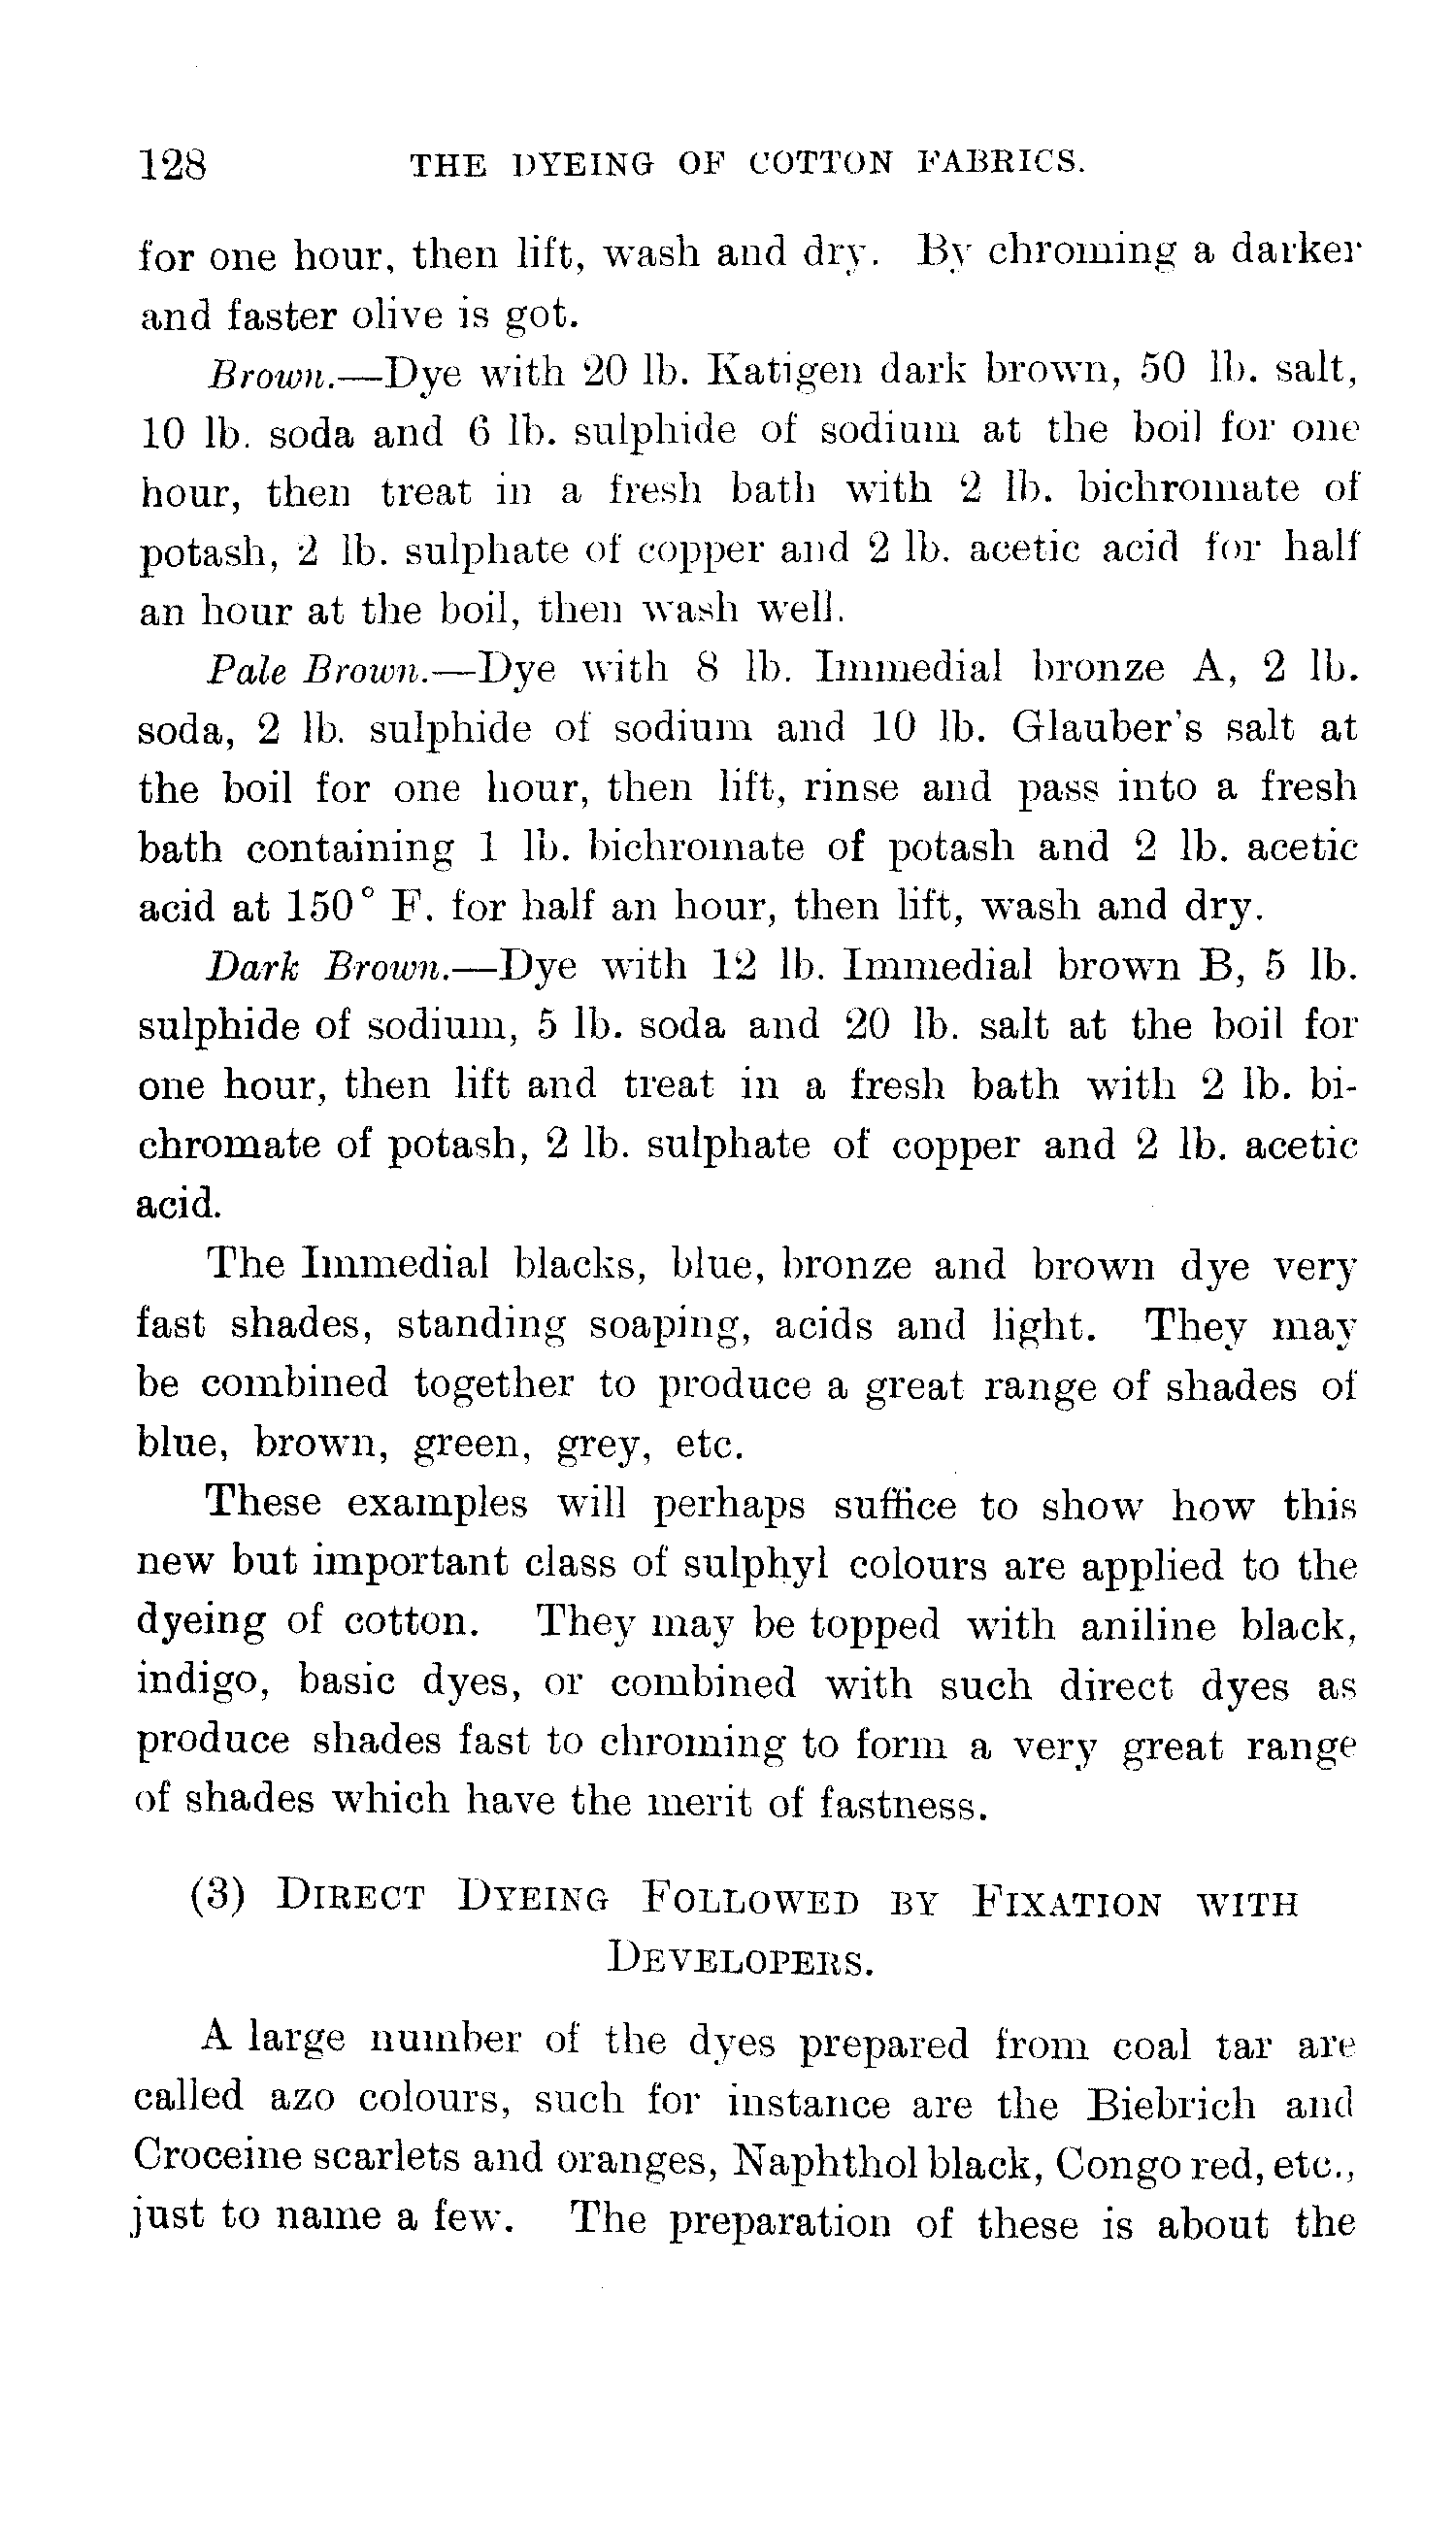 128 THE DYEING OF COTTON FABRICS.
for one hour, then lift, wash and dry. By chroming a darker
and faster olive is got.
Brown.—Dye with 20 lb. Katigen dark brown, 50 lb. salt,
10 lb. soda and 6 lb. sulphide of sodium at the boil for one
hour, then treat in a fresh bath with 2 lb. bichromate of
potash, 2 lb. sulphate of copper and 2 lb. acetic acid for half
an hour at the boil, then wash well.
Pale Brown.—Dye with 8 lb. Immedial bronze A, 2 lb.
soda, 2 lb. sulphide of sodium and 10 lb. Glauber's salt at
the boil for one hour, then lift, rinse and pass into a fresh
bath containing 1 lb. bichromate of potash and 2 lb. acetic
acid at 150° F. for half an hour, then lift, wash and dry.
Dark Brown.—Dye with 12 lb. Immedial brown B, 5 lb.
sulphide of sodium, 5 lb. soda and 20 lb. salt at the boil for
one hour, then lift and treat in a fresh bath with 2 lb. bi-
chromate of potash, 2 lb. sulphate of copper and 2 lb. acetic
acid.
The Immedial blacks, blue, bronze and brown dye very
fast shades, standing soaping, acids and light. They may
be combined together to produce a great range of shades of
blue, brown, green, grey, etc.
These examples will perhaps suffice to show how this
new but important class of sulphyl colours are applied to the
dyeing of cotton. They may be topped with aniline black,
indigo, basic dyes, or combined with such direct dyes as
produce shades fast to chroming to form a very great range
of shades which have the merit of fastness.
(3) DIRECT DYEING FOLLOWED BY FIXATION WITH
DEVELOPERS.
A large number of the dyes prepared from coal tar are
called azo colours, such for instance are the Biebrich and
Croceine scarlets and oranges, Naphthol black, Congo red, etc.,
just to name a few. The preparation of these is about the